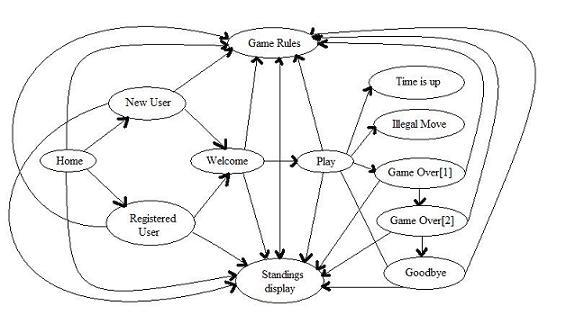 Game Rules
Time is up
New User
Illegal Move
Home
Welcome
Play
Game Over[1]
Registered
User
Game Over[2]
Standings
display
Goodbye